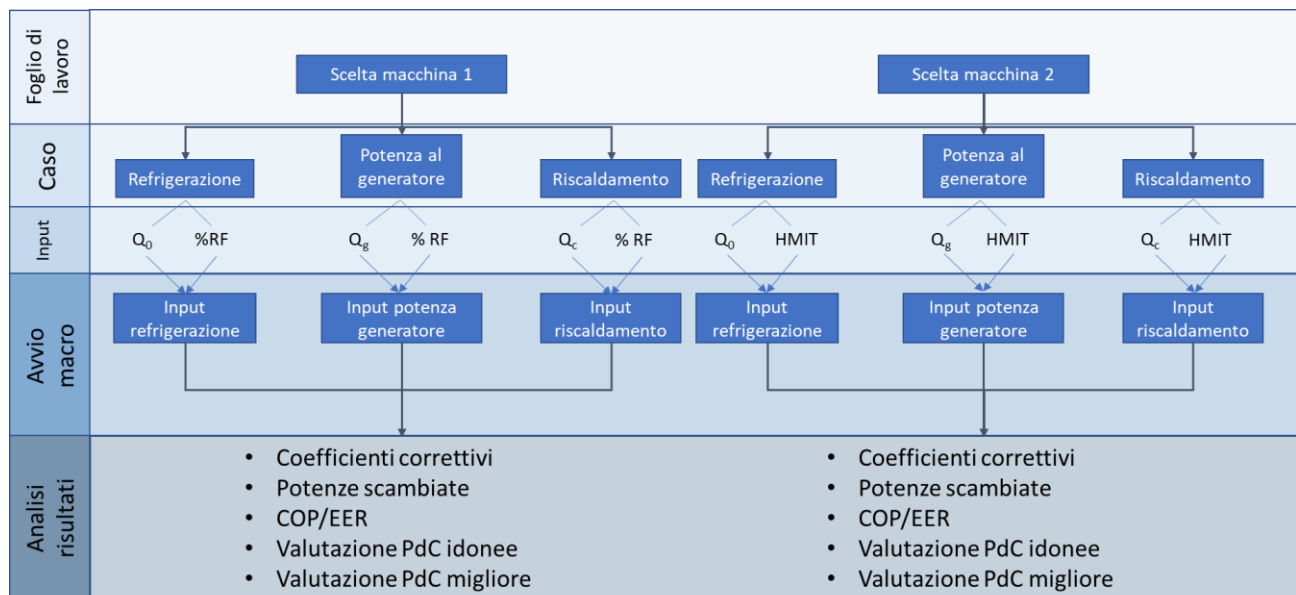 Foglio di
lavoro
Scelta macchina 1
Scelta macchina 2
Caso
Refrigerazione
Potenza al
generatore
Riscaldamento
Refrigerazione
Potenza al
generatore
Riscaldamento
Input
Q₀ %RF
Qg % RF
Qc % RF
Q₀ HMIT
Qg HMIT
Qc HMIT
Avvio
macro
Input
refrigerazione
Input potenza
generatore
Input
riscaldamento
Input
refrigerazione
Input potenza
generatore
Input
riscaldamento
Analisi
risultati
• Coefficienti correttivi
• Potenze scambiate
• COP/EER
• Valutazione PdC idonee
• Valutazione PdC migliore
• Coefficienti correttivi
• Potenze scambiate
• COP/EER
• Valutazione PdC idonee
• Valutazione PdC migliore